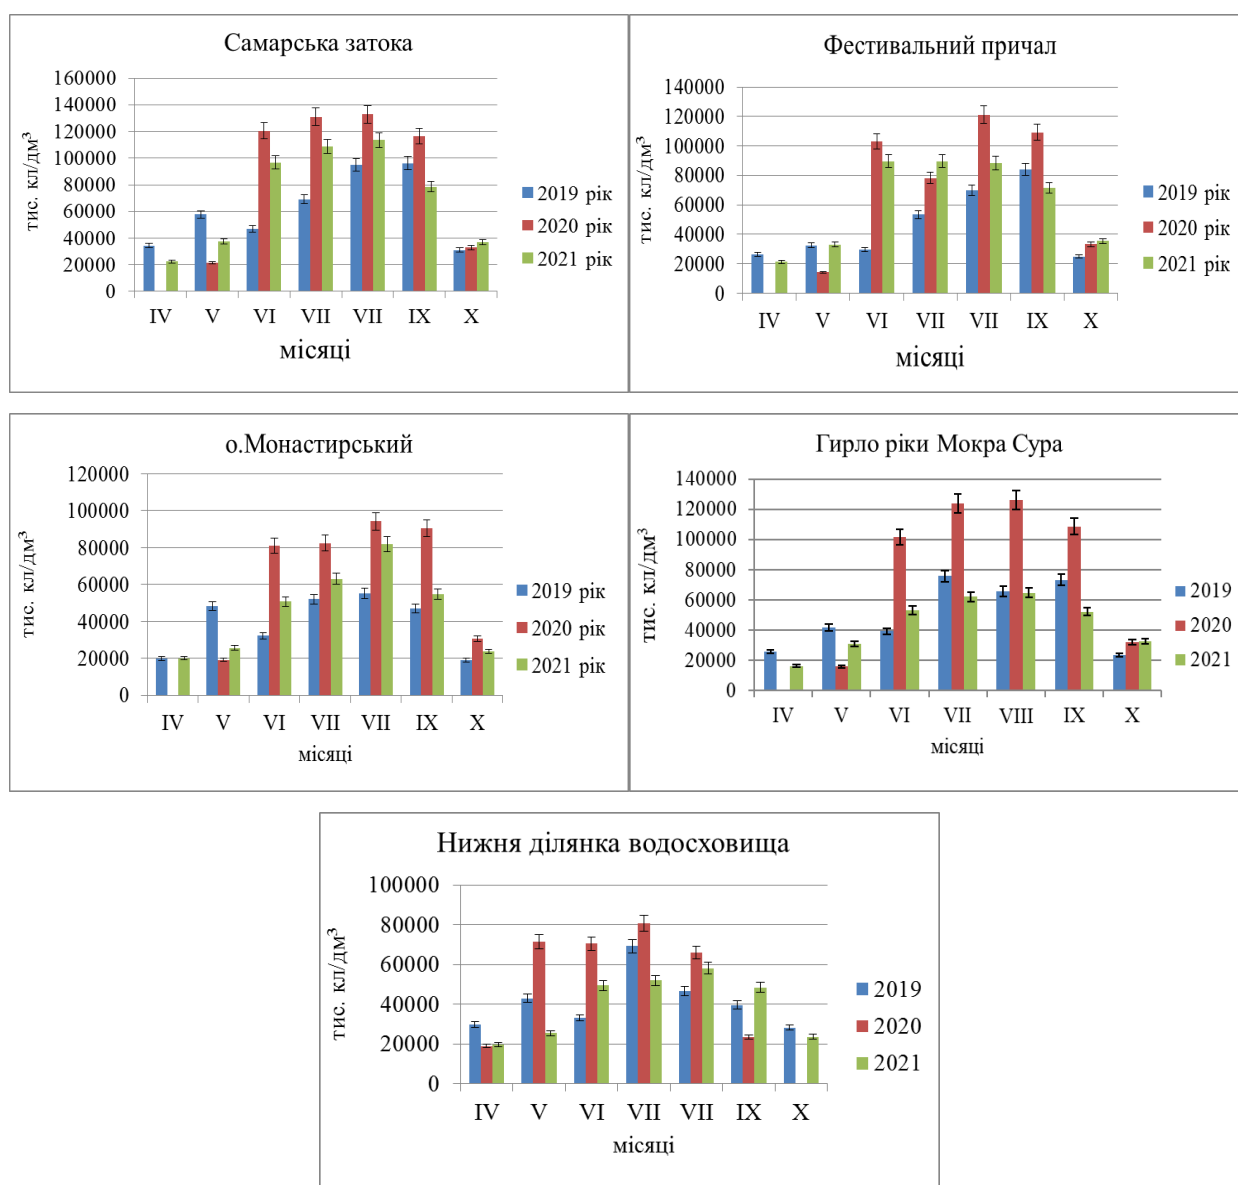 Самарська затока
тис. кл/дм³
160000
140000
120000
100000
80000
60000
40000
20000
0
IV V VI VII VII IX X
місяці
2019 рік
2020 рік
2021 рік
Фестивальний причал
тис. кл/дм³
140000
120000
100000
80000
60000
40000
20000
0
IV V VI VII VII IX X
місяці
2019 рік
2020 рік
2021 рік
о.Монастирський
тис. кл/дм³
120000
100000
80000
60000
40000
20000
0
IV V VI VII VII IX X
місяці
2019 рік
2020 рік
2021 рік
Гирло ріки Мокра Сура
тис. кл/дм³
140000
120000
100000
80000
60000
40000
20000
0
IV V VI VII VIII IX X
місяці
2019
2020
2021
Нижня ділянка водосховища
тис. кл/дм³
100000
80000
60000
40000
20000
0
IV V VI VII VII IX X
місяці
2019
2020
2021